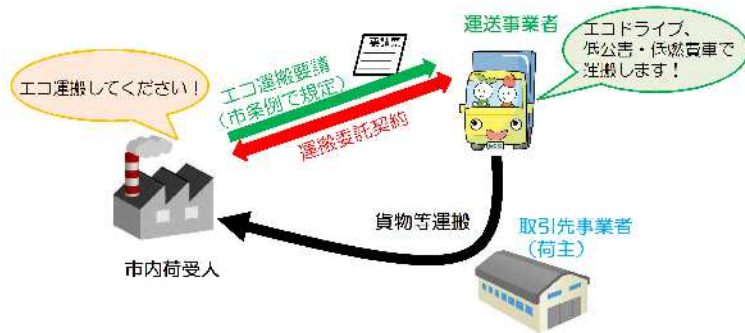 運送事業者
エコドライブ、
低公害・低燃費車で
運搬します！
要請票
エコ運搬してください！
エコ運搬要議
（市条例で規定）
運搬委託契約
貨物等運搬
取引先事業者
（荷主）
市内荷受人